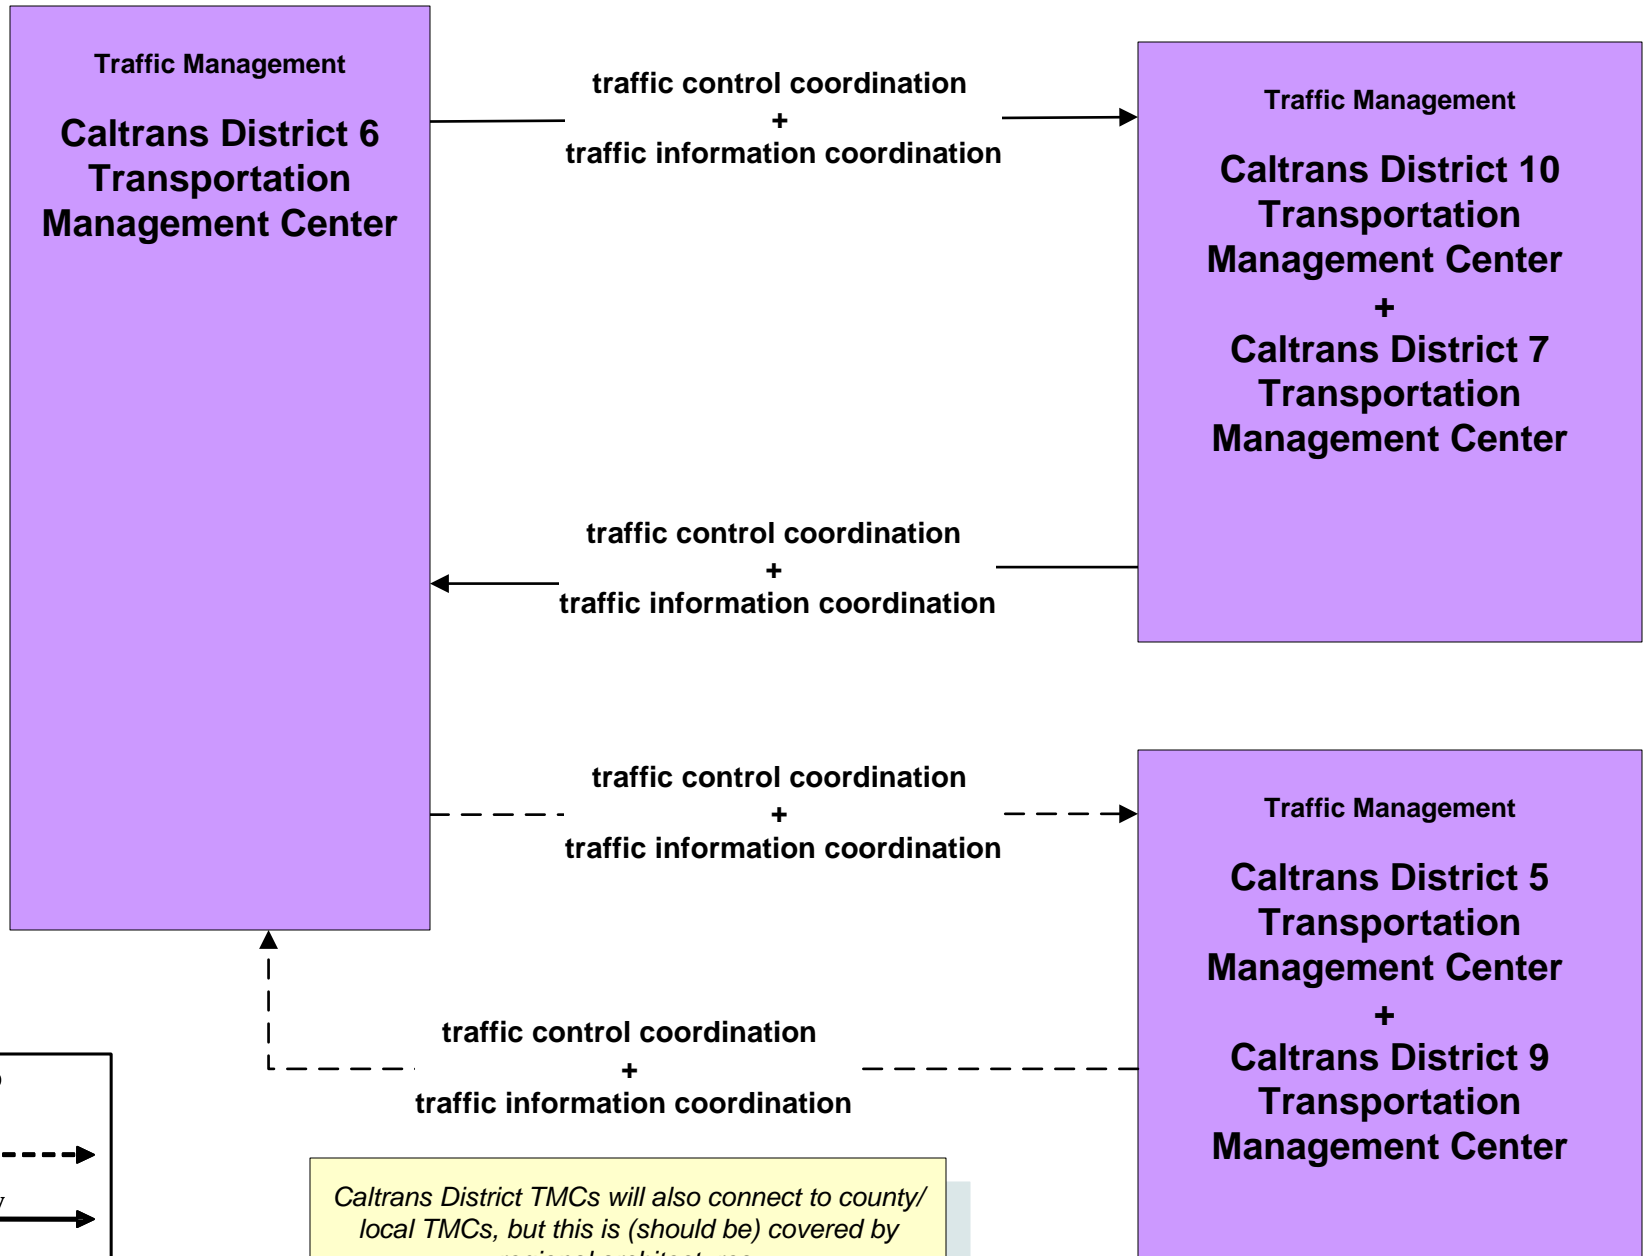 Traffic Management
Caltrans District 6
Transportation
Management Center
traffic control coordination
+
traffic information coordination
Traffic Management
Caltrans District 10
Transportation
Management Center
+
Caltrans District 7
Transportation
Management Center
traffic control coordination
+
traffic information coordination
traffic control coordination
+
traffic information coordination
Traffic Management
Caltrans District 5
Transportation
Management Center
+
Caltrans District 9
Transportation
Management Center
traffic control coordination
+
traffic information coordination
Caltrans District TMCs will also connect to county/
local TMCs, but this is (should be) covered by
regional architectures